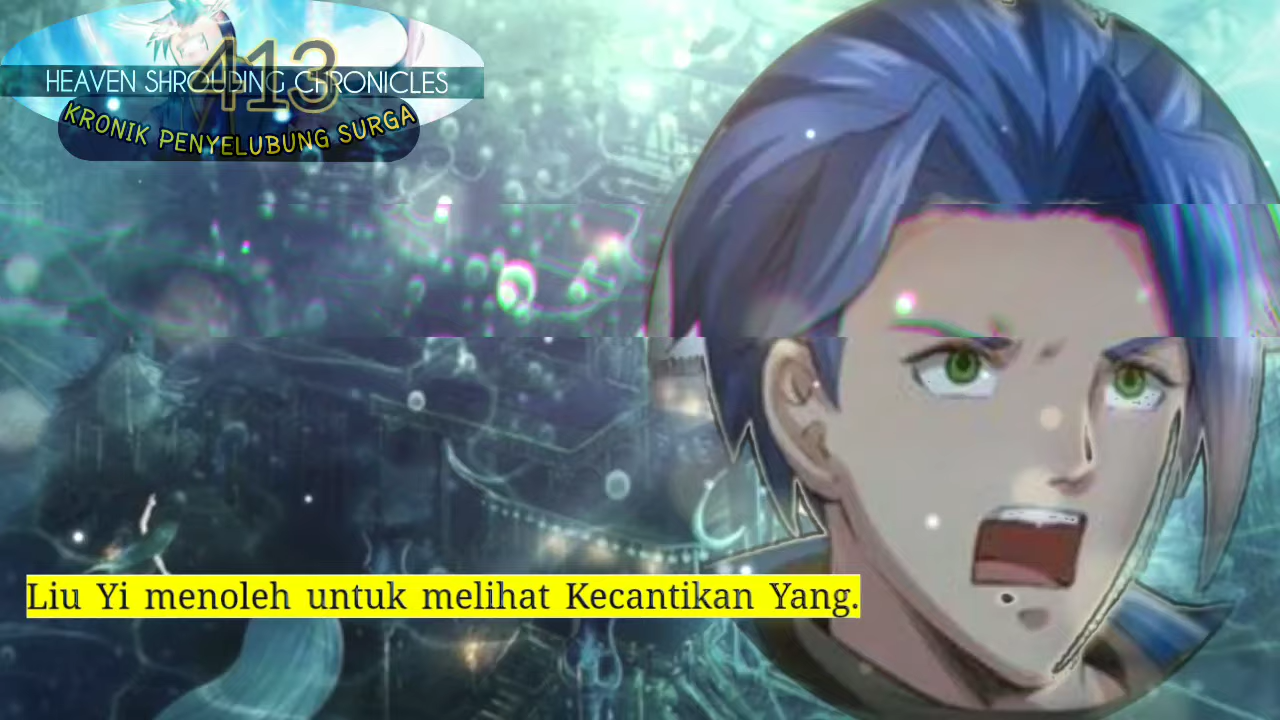 413
HEAVEN SHROUDING CHRONICLES
KRONIK PENYELUBUNG SURGA
Liu Yi menoleh untuk melihat Kecantikan Yang.